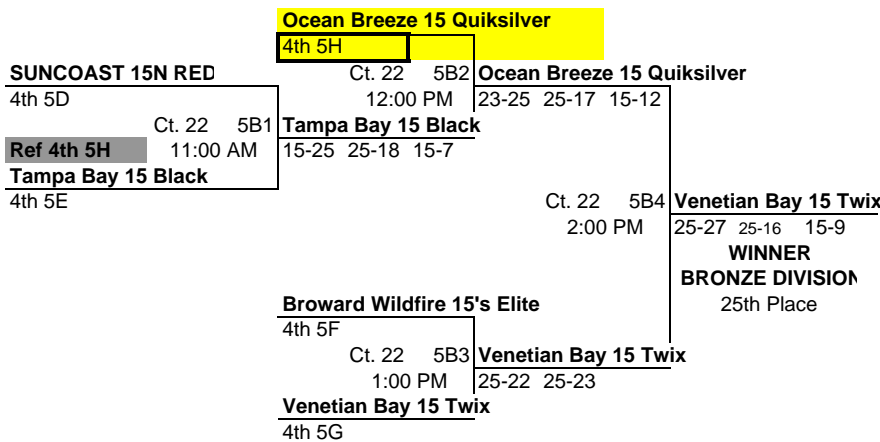 Ocean Breeze 15 Quiksilver
4th 5H
SUNCOAST 15N RED Ct. 22 5B2 Ocean Breeze 15 Quiksilver
4th 5D 12:00 PM 23-25 25-17 15-12
Ct. 22 5B1 Tampa Bay 15 Black
Ref 4th 5H 11:00 AM 15-25 25-18 15-7
Tampa Bay 15 Black
4th 5E Ct. 22 5B4 Venetian Bay 15 Twix
2:00 PM 25-27 25-16 15-9
WINNER
BRONZE DIVISION
Broward Wildfire 15's Elite 25th Place
4th 5F
Ct. 22 5B3 Venetian Bay 15 Twix
1:00 PM 25-22 25-23
Venetian Bay 15 Twix
4th 5G